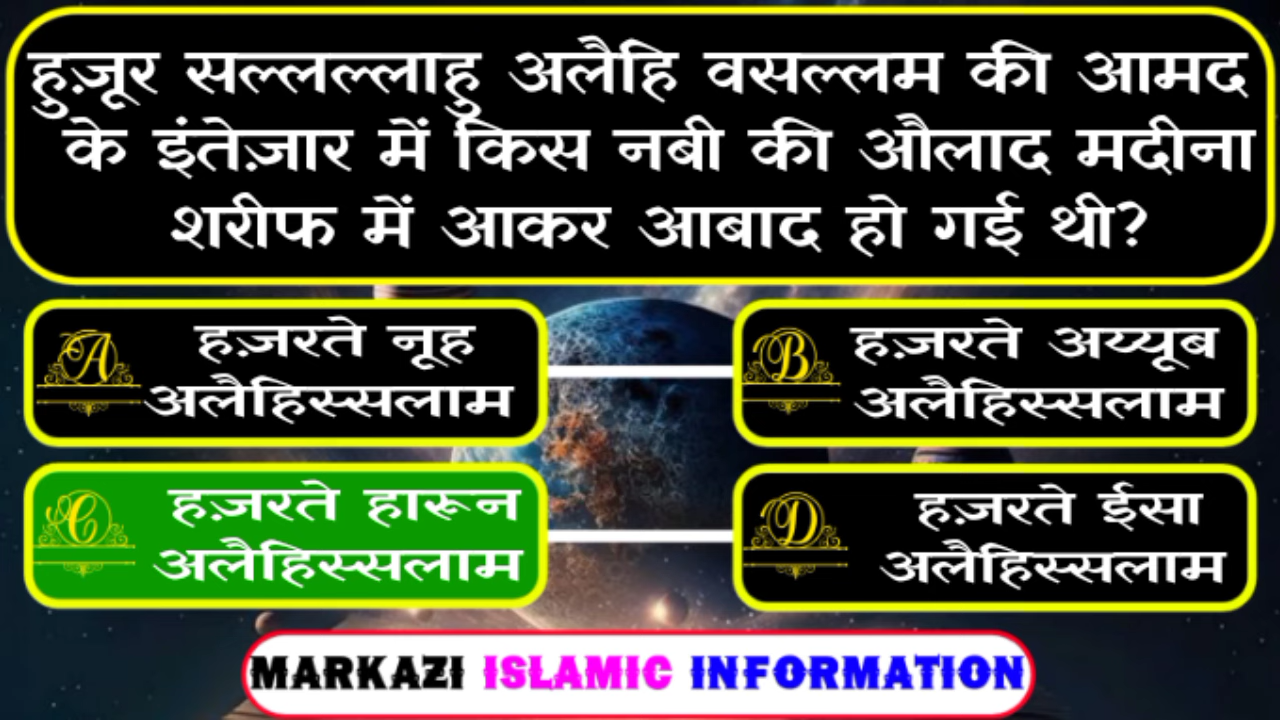 हुज़ूर सल्लल्लाहु अलैहि वसल्लम की आमद
के इंतेज़ार में किस नबी की औलाद मदीना
शरीफ में आकर आबाद हो गई थी?
A हज़रते नूह
अलैहिस्सलाम
B हज़रते अय्यूब
अलैहिस्सलाम
C हज़रते हारून
अलैहिस्सलाम
D हज़रते ईसा
अलैहिस्सलाम
MARKAZI ISLAMIC INFORMATION